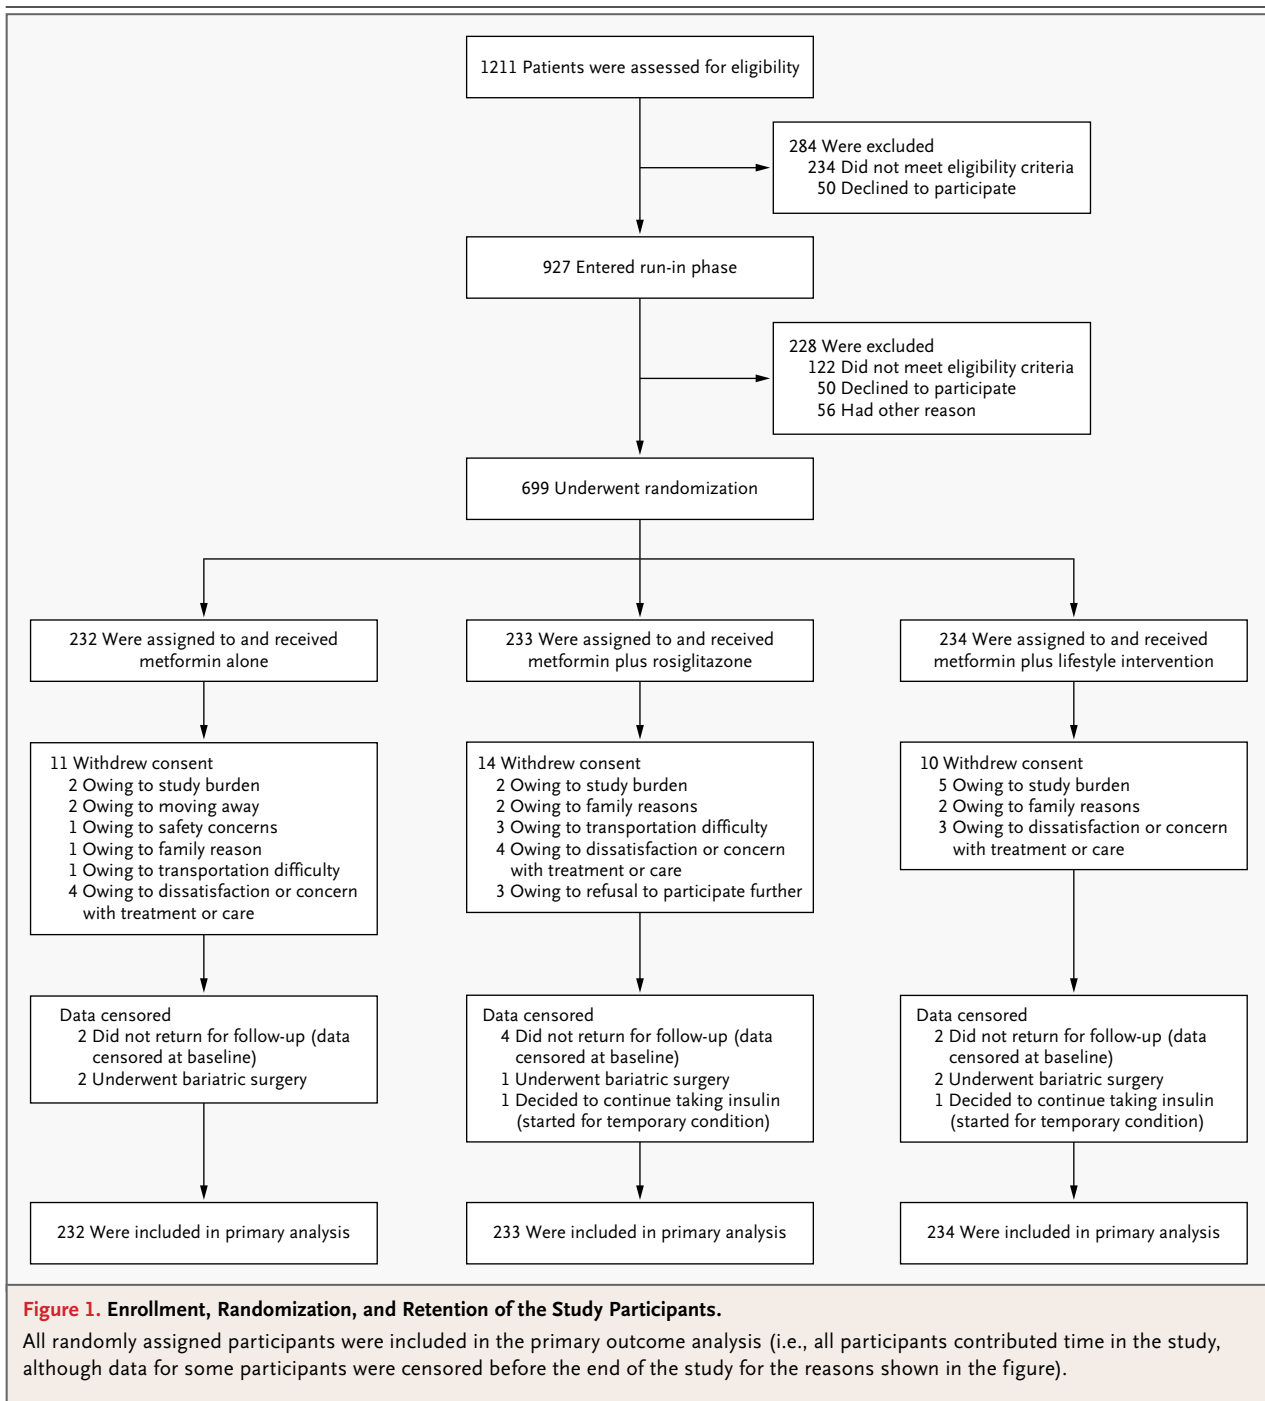 1211 Patients were assessed for eligibility
284 Were excluded
234 Did not meet eligibility criteria
50 Declined to participate
927 Entered run-in phase
228 Were excluded
122 Did not meet eligibility criteria
50 Declined to participate
56 Had other reason
699 Underwent randomization
232 Were assigned to and received
metformin alone
233 Were assigned to and received
metformin plus rosiglitazone
234 Were assigned to and received
metformin plus lifestyle intervention
11 Withdrew consent
2 Owing to study burden
2 Owing to moving away
1 Owing to safety concerns
1 Owing to family reason
1 Owing to transportation difficulty
4 Owing to dissatisfaction or concern
with treatment or care
14 Withdrew consent
2 Owing to study burden
2 Owing to family reasons
3 Owing to transportation difficulty
4 Owing to dissatisfaction or concern
with treatment or care
3 Owing to refusal to participate further
10 Withdrew consent
5 Owing to study burden
2 Owing to family reasons
3 Owing to dissatisfaction or concern
with treatment or care
Data censored
2 Did not return for follow-up (data
censored at baseline)
2 Underwent bariatric surgery
Data censored
4 Did not return for follow-up (data
censored at baseline)
1 Underwent bariatric surgery
1 Decided to continue taking insulin
(started for temporary condition)
Data censored
2 Did not return for follow-up (data
censored at baseline)
2 Underwent bariatric surgery
1 Decided to continue taking insulin
(started for temporary condition)
232 Were included in primary analysis
233 Were included in primary analysis
234 Were included in primary analysis
Figure 1. Enrollment, Randomization, and Retention of the Study Participants.
All randomly assigned participants were included in the primary outcome analysis (i.e., all participants contributed time in the study,
although data for some participants were censored before the end of the study for the reasons shown in the figure).